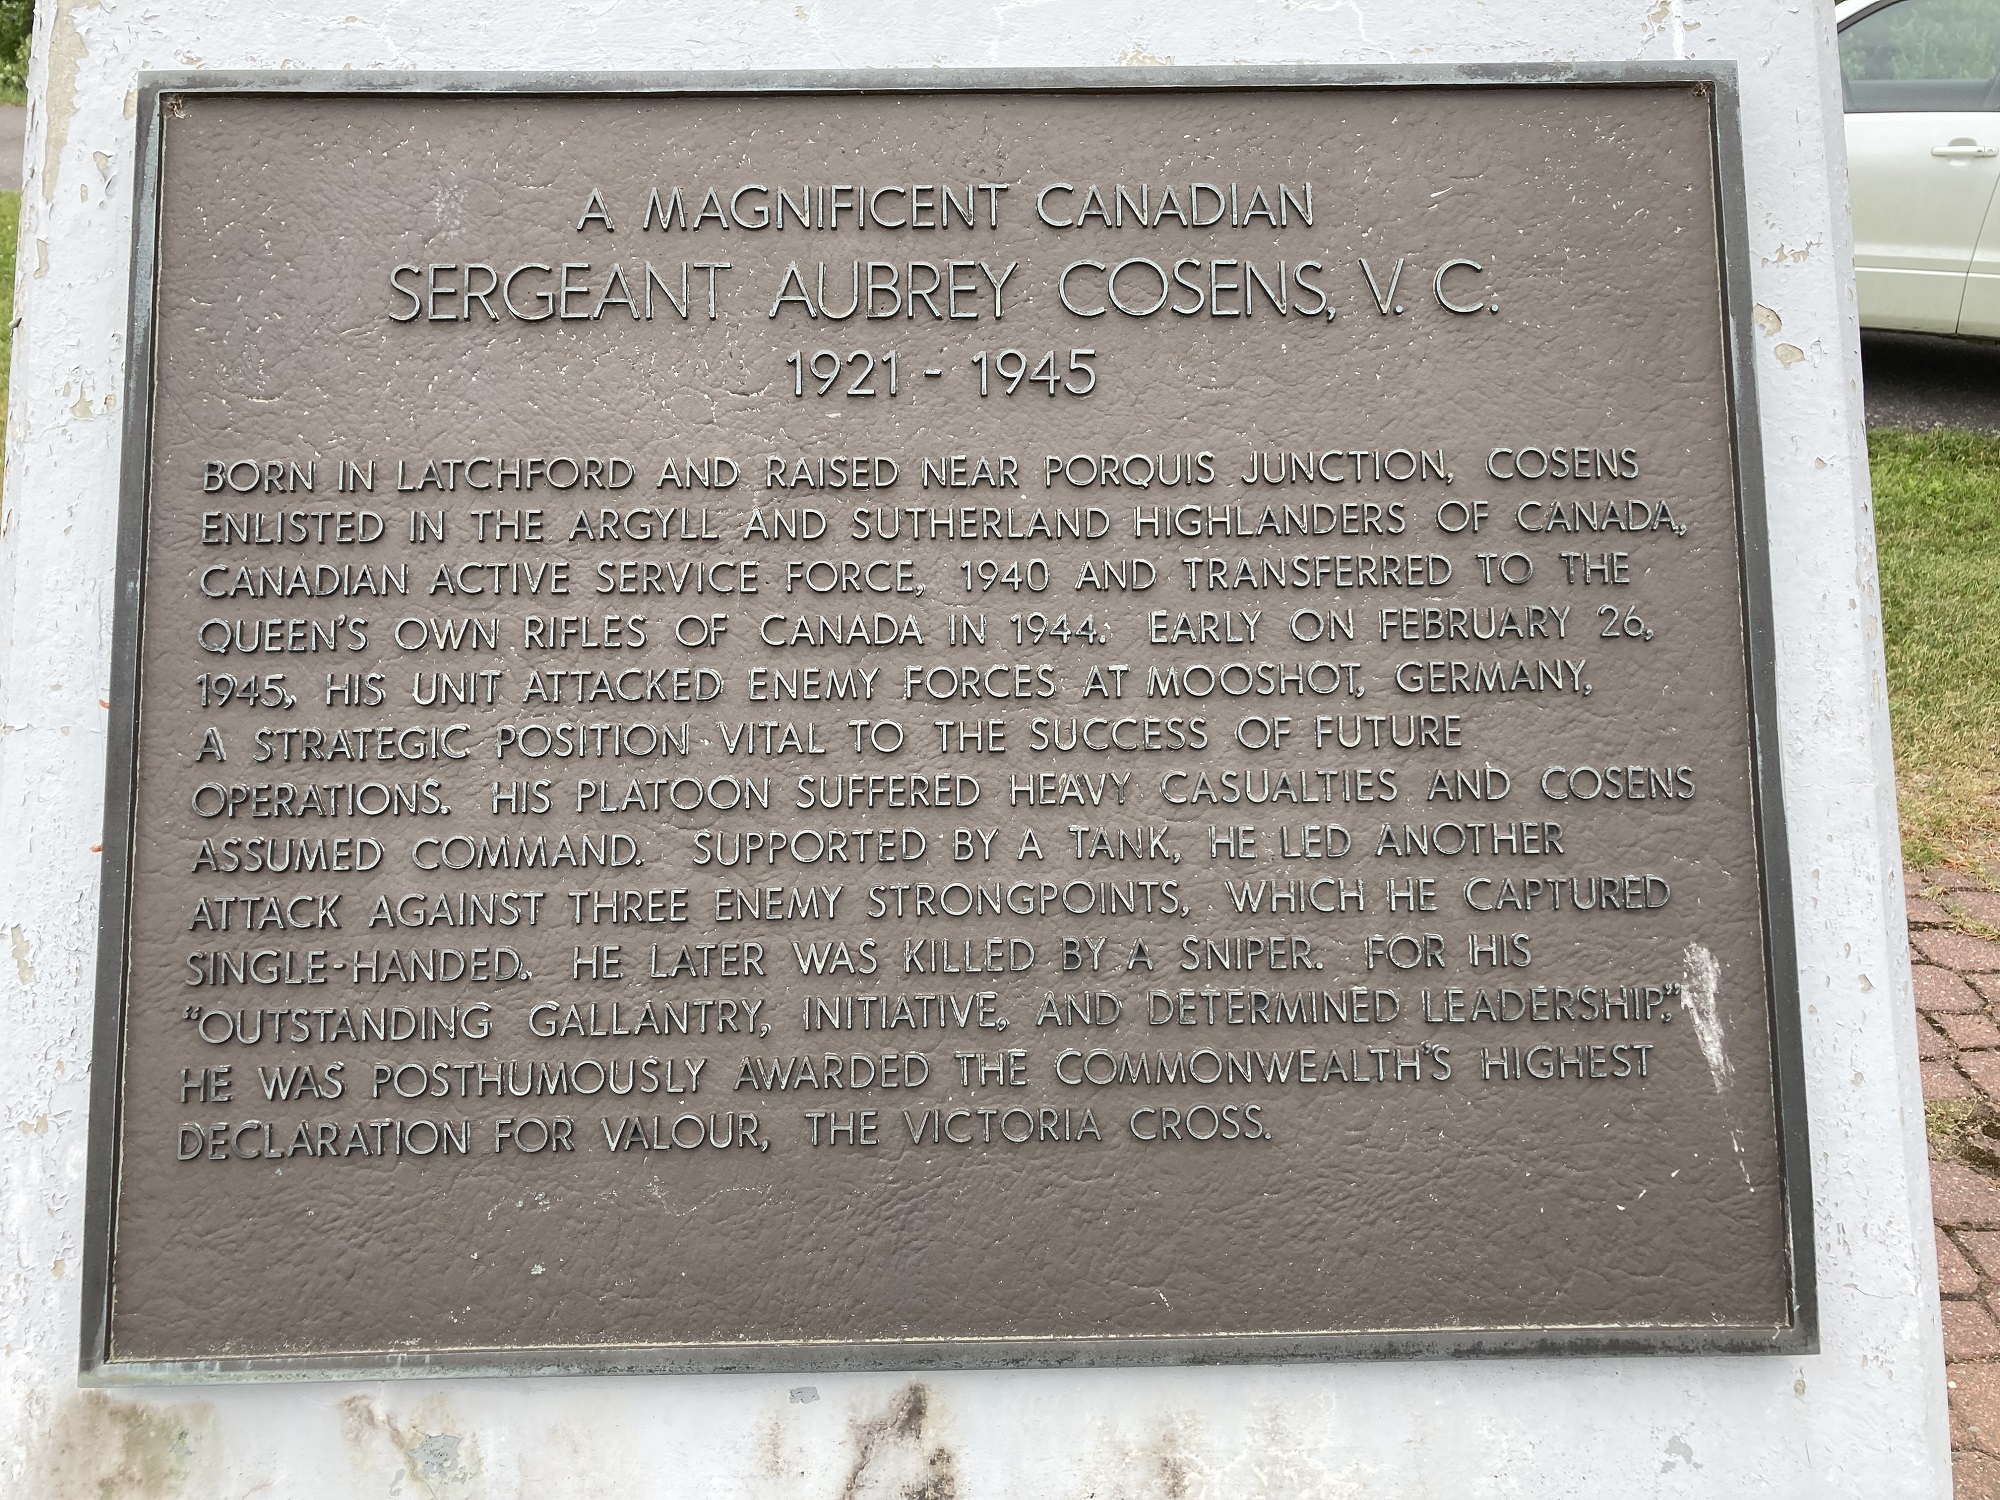 A MAGNIFICENT CANADIAN
SERGEANT AUBREY COSENS, V. C.
1921 - 1945
BORN IN LATCHFORD AND RAISED NEAR PORQUIS JUNCTION, COSENS
ENLISTED IN THE ARGYLL AND SUTHERLAND HIGHLANDERS OF CANADA,
CANADIAN ACTIVE SERVICE FORCE, 1940 AND TRANSFERRED TO THE
QUEEN'S OWN RIFLES OF CANADA IN 1944. EARLY ON FEBRUARY 26,
1945, HIS UNIT ATTACKED ENEMY FORCES AT MOOSHOT, GERMANY,
A STRATEGIC POSITION VITAL TO THE SUCCESS OF FUTURE
OPERATIONS. HIS PLATOON SUFFERED HEAVY CASUALTIES AND COSENS
ASSUMED COMMAND. SUPPORTED BY A TANK, HE LED ANOTHER
ATTACK AGAINST THREE ENEMY STRONGPOINTS, WHICH HE CAPTURED
SINGLE-HANDED. HE LATER WAS KILLED BY A SNIPER. FOR HIS
"OUTSTANDING GALLANTRY, INITIATIVE, AND DETERMINED LEADERSHIP,"
HE WAS POSTHUMOUSLY AWARDED THE COMMONWEALTH'S HIGHEST
DECLARATION FOR VALOUR, THE VICTORIA CROSS.